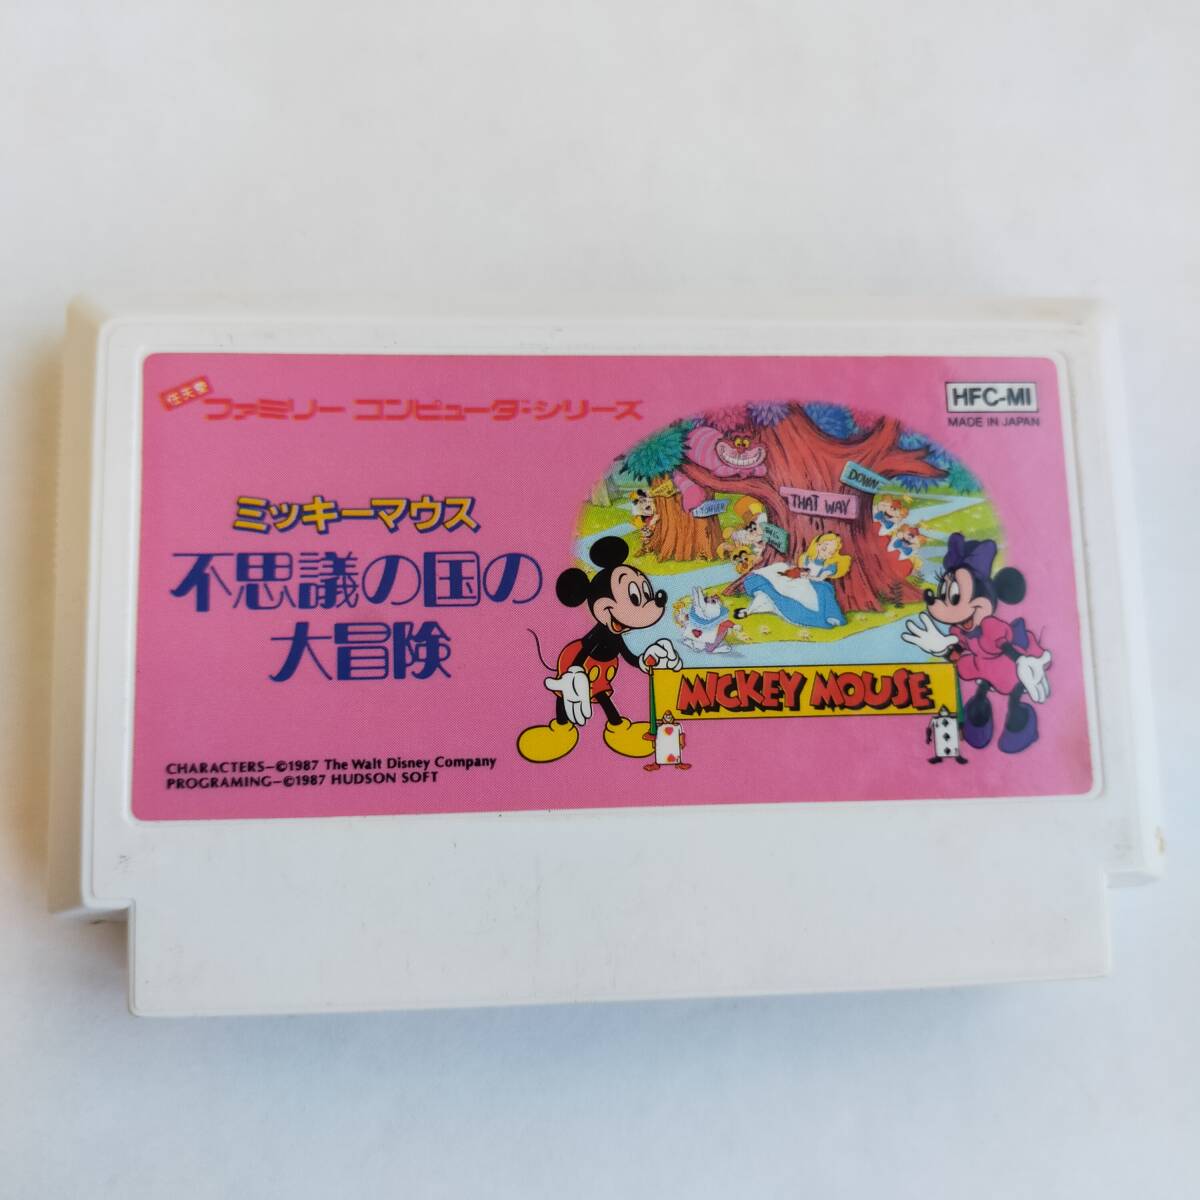 任天堂
ファミリー コンピュータ・シリーズ
HFC-MI
MADE IN JAPAN
ミッキーマウス
不思議の国の
大冒険
DOWN
THAT WAY
MICKEY MOUSE
CHARACTERS–©1987 The Walt Disney Company
PROGRAMING–©1987 HUDSON SOFT